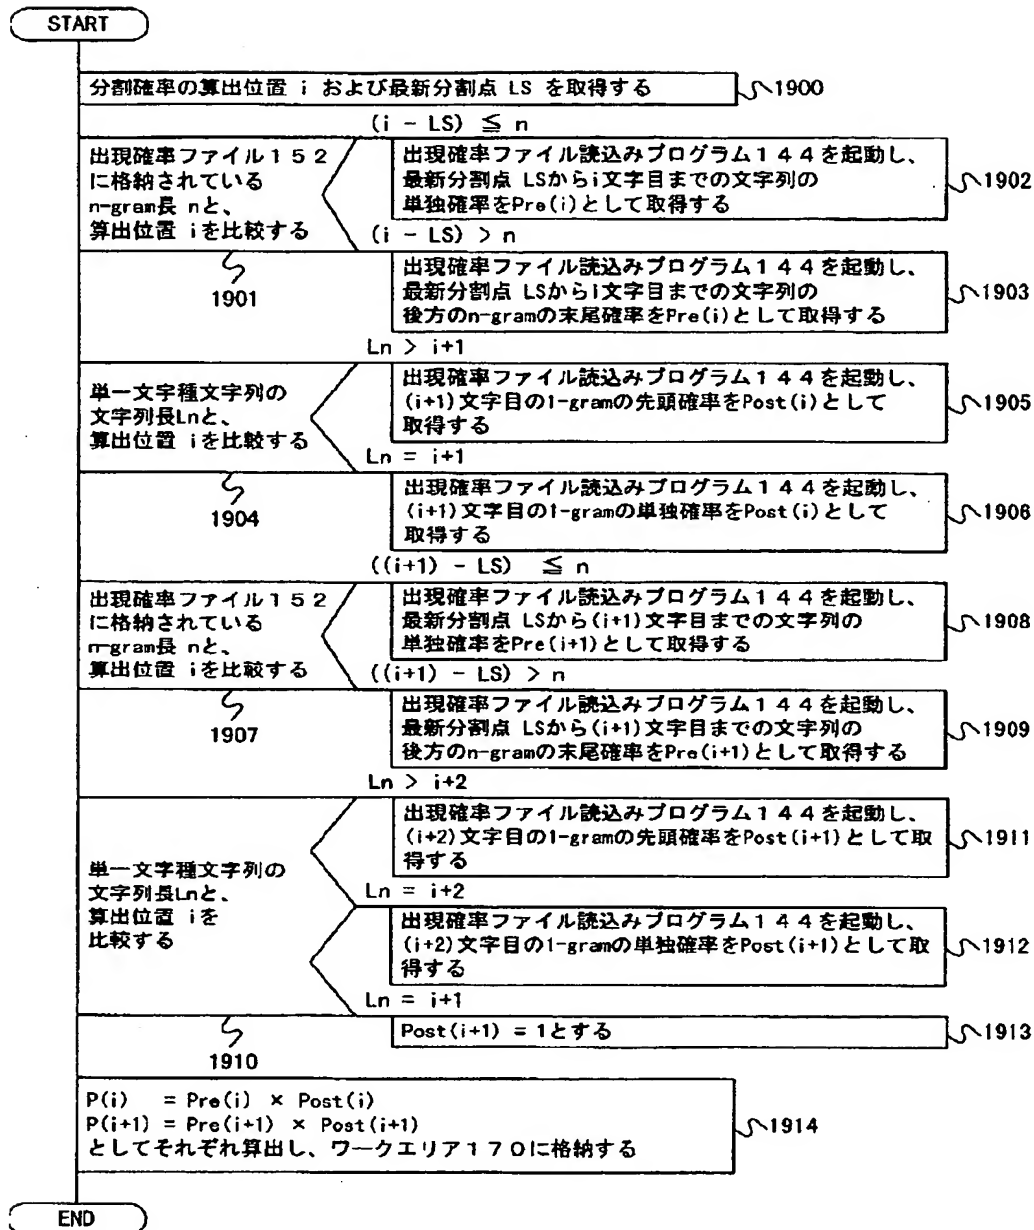 START
分割確率の算出位置 i および最新分割点 LS を取得する
1900
(i - LS) ≦ n
出現確率ファイル152
に格納されている
n-gram長 nと、
算出位置 iを比較する
出現確率ファイル読込みプログラム144を起動し、
最新分割点 LSからi文字目までの文字列の
単独確率をPre(i)として取得する
1902
(i - LS) > n
1901
出現確率ファイル読込みプログラム144を起動し、
最新分割点 LSからi文字目までの文字列の
後方のn-gramの末尾確率をPre(i)として取得する
1903
Ln > i+1
単一文字種文字列の
文字列長Lnと、
算出位置 iを比較する
出現確率ファイル読込みプログラム144を起動し、
(i+1)文字目の1-gramの先頭確率をPost(i)として
取得する
1905
Ln = i+1
1904
出現確率ファイル読込みプログラム144を起動し、
(i+1)文字目の1-gramの単独確率をPost(i)として
取得する
1906
((i+1) - LS) ≦ n
出現確率ファイル152
に格納されている
n-gram長 nと、
算出位置 iを比較する
出現確率ファイル読込みプログラム144を起動し、
最新分割点 LSから(i+1)文字目までの文字列の
単独確率をPre(i+1)として取得する
1908
((i+1) - LS) > n
1907
出現確率ファイル読込みプログラム144を起動し、
最新分割点 LSから(i+1)文字目までの文字列の
後方のn-gramの末尾確率をPre(i+1)として取得する
1909
Ln > i+2
単一文字種文字列の
文字列長Lnと、
算出位置 iを
比較する
出現確率ファイル読込みプログラム144を起動し、
(i+2)文字目の1-gramの先頭確率をPost(i+1)として取
得する
1911
Ln = i+2
出現確率ファイル読込みプログラム144を起動し、
(i+2)文字目の1-gramの単独確率をPost(i+1)として取
得する
1912
Ln = i+1
1910
Post(i+1) = 1とする
1913
P(i) = Pre(i) × Post(i)
P(i+1) = Pre(i+1) × Post(i+1)
としてそれぞれ算出し、ワークエリア170に格納する
1914
END